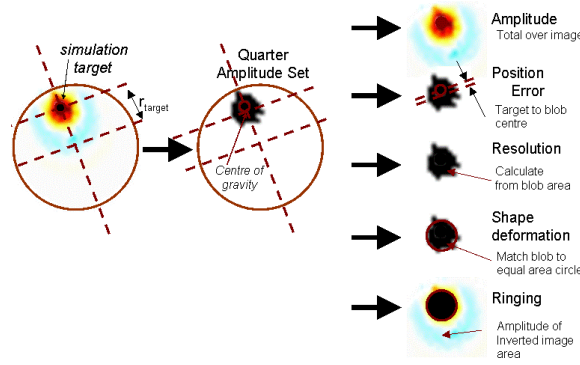 simulation
target
r target
Quarter
Amplitude Set
Centre of
gravity
Amplitude
Total over image
Position
Error
Target to blob
centre
Resolution
Calculate
from blob area
Shape
deformation
Match blob to
equal area circle
Ringing
Amplitude of
Inverted image
area